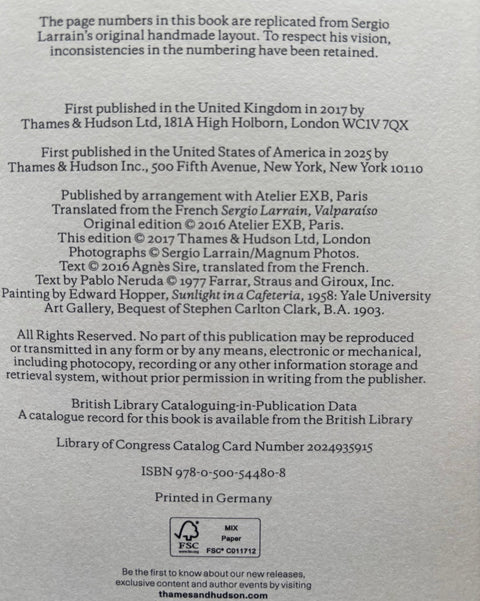 The page numbers in this book are replicated from Sergio
Larrain's original handmade layout. To respect his vision,
inconsistencies in the numbering have been retained.
First published in the United Kingdom in 2017 by
Thames & Hudson Ltd, 181A High Holborn, London WC1V 7QX
First published in the United States of America in 2025 by
Thames & Hudson Inc., 500 Fifth Avenue, New York, New York 10110
Published by arrangement with Atelier EXB, Paris
Translated from the French Sergio Larrain, Valparaíso
Original edition © 2016 Atelier EXB, Paris.
This edition © 2017 Thames & Hudson Ltd, London
Photographs © Sergio Larrain/Magnum Photos.
Text © 2016 Agnès Sire, translated from the French.
Text by Pablo Neruda © 1977 Farrar, Straus and Giroux, Inc.
Painting by Edward Hopper, Sunlight in a Cafeteria, 1958: Yale University
Art Gallery, Bequest of Stephen Carlton Clark, B.A. 1903.
All Rights Reserved. No part of this publication may be reproduced
or transmitted in any form or by any means, electronic or mechanical,
including photocopy, recording or any other information storage and
retrieval system, without prior permission in writing from the publisher.
British Library Cataloguing-in-Publication Data
A catalogue record for this book is available from the British Library
Library of Congress Catalog Card Number 2024935915
ISBN 978-0-500-54480-8
Printed in Germany
FSC
www.fsc.org
MIX
Paper
FSC® C011712
Be the first to know about our new releases,
exclusive content and author events by visiting
thamesandhudson.com